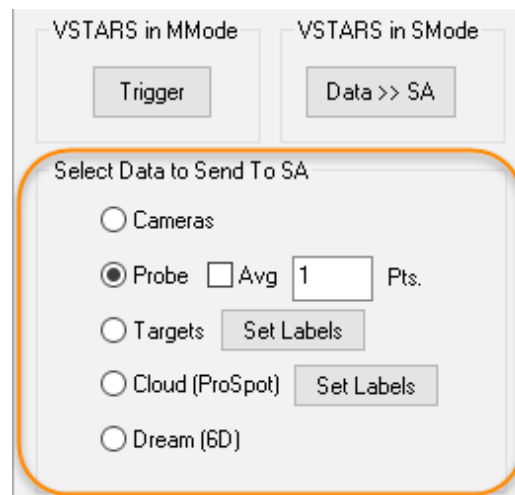 VSTARS in MMode VSTARS in SMode
Trigger Data >> SA
Select Data to Send To SA
Cameras
Probe Avg 1 Pts.
Targets Set Labels
Cloud (ProSpot) Set Labels
Dream (6D)